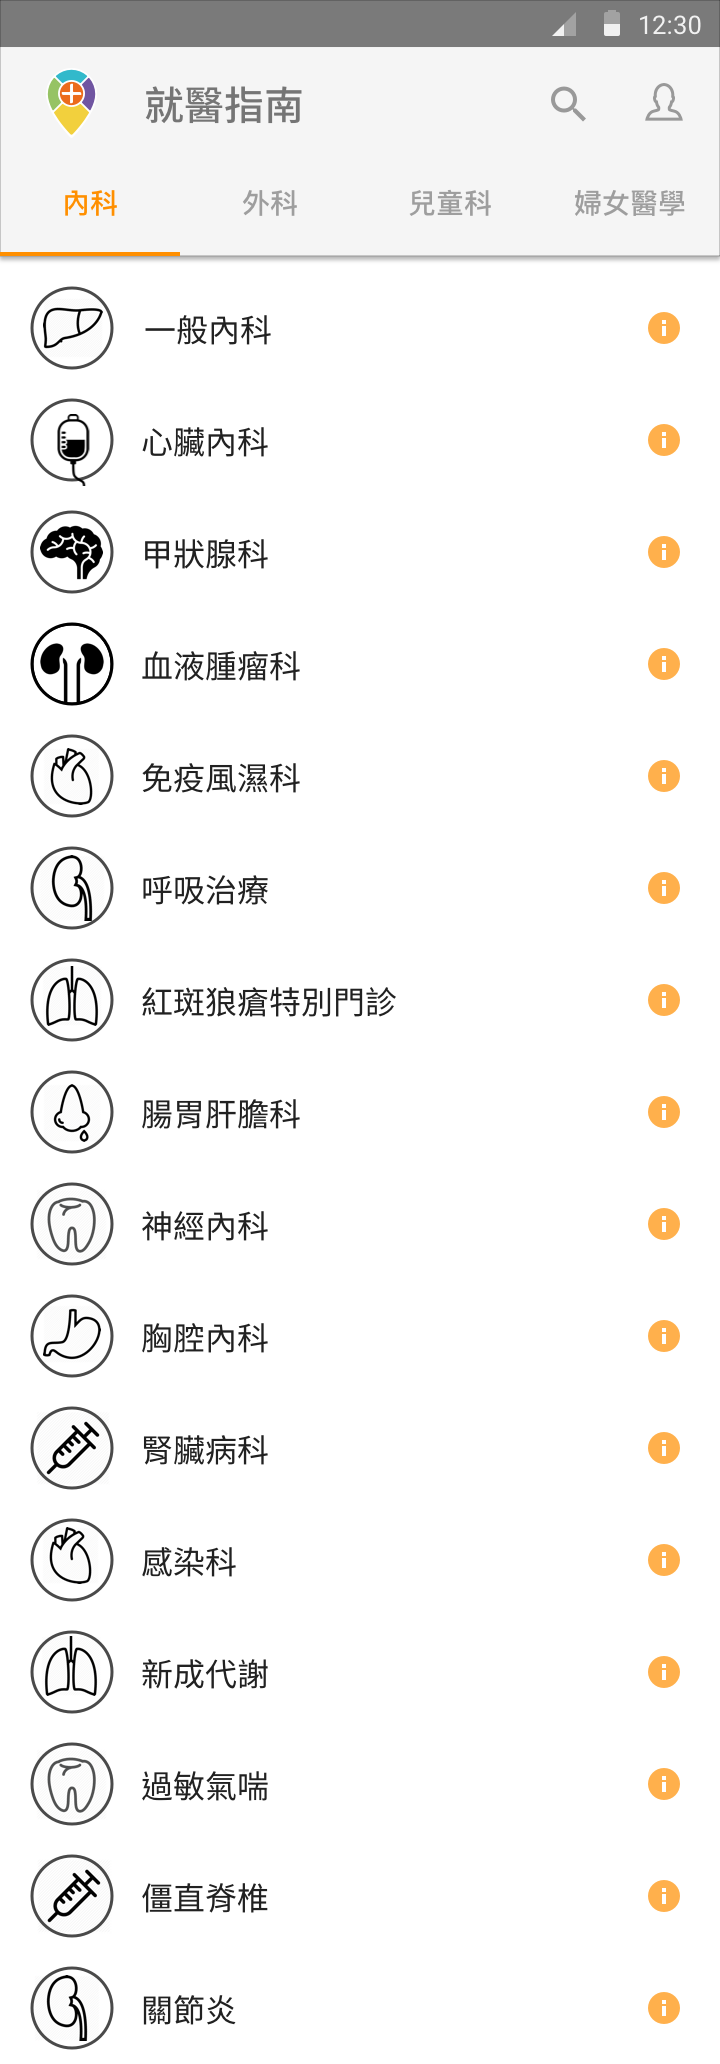 12:30
就醫指南
內科 外科 兒童科 婦女醫學
一般內科
心臟內科
甲狀腺科
血液腫瘤科
免疫風濕科
呼吸治療
紅斑狼瘡特別門診
腸胃肝膽科
神經內科
胸腔內科
腎臟病科
感染科
新成代謝
過敏氣喘
僵直脊椎
關節炎